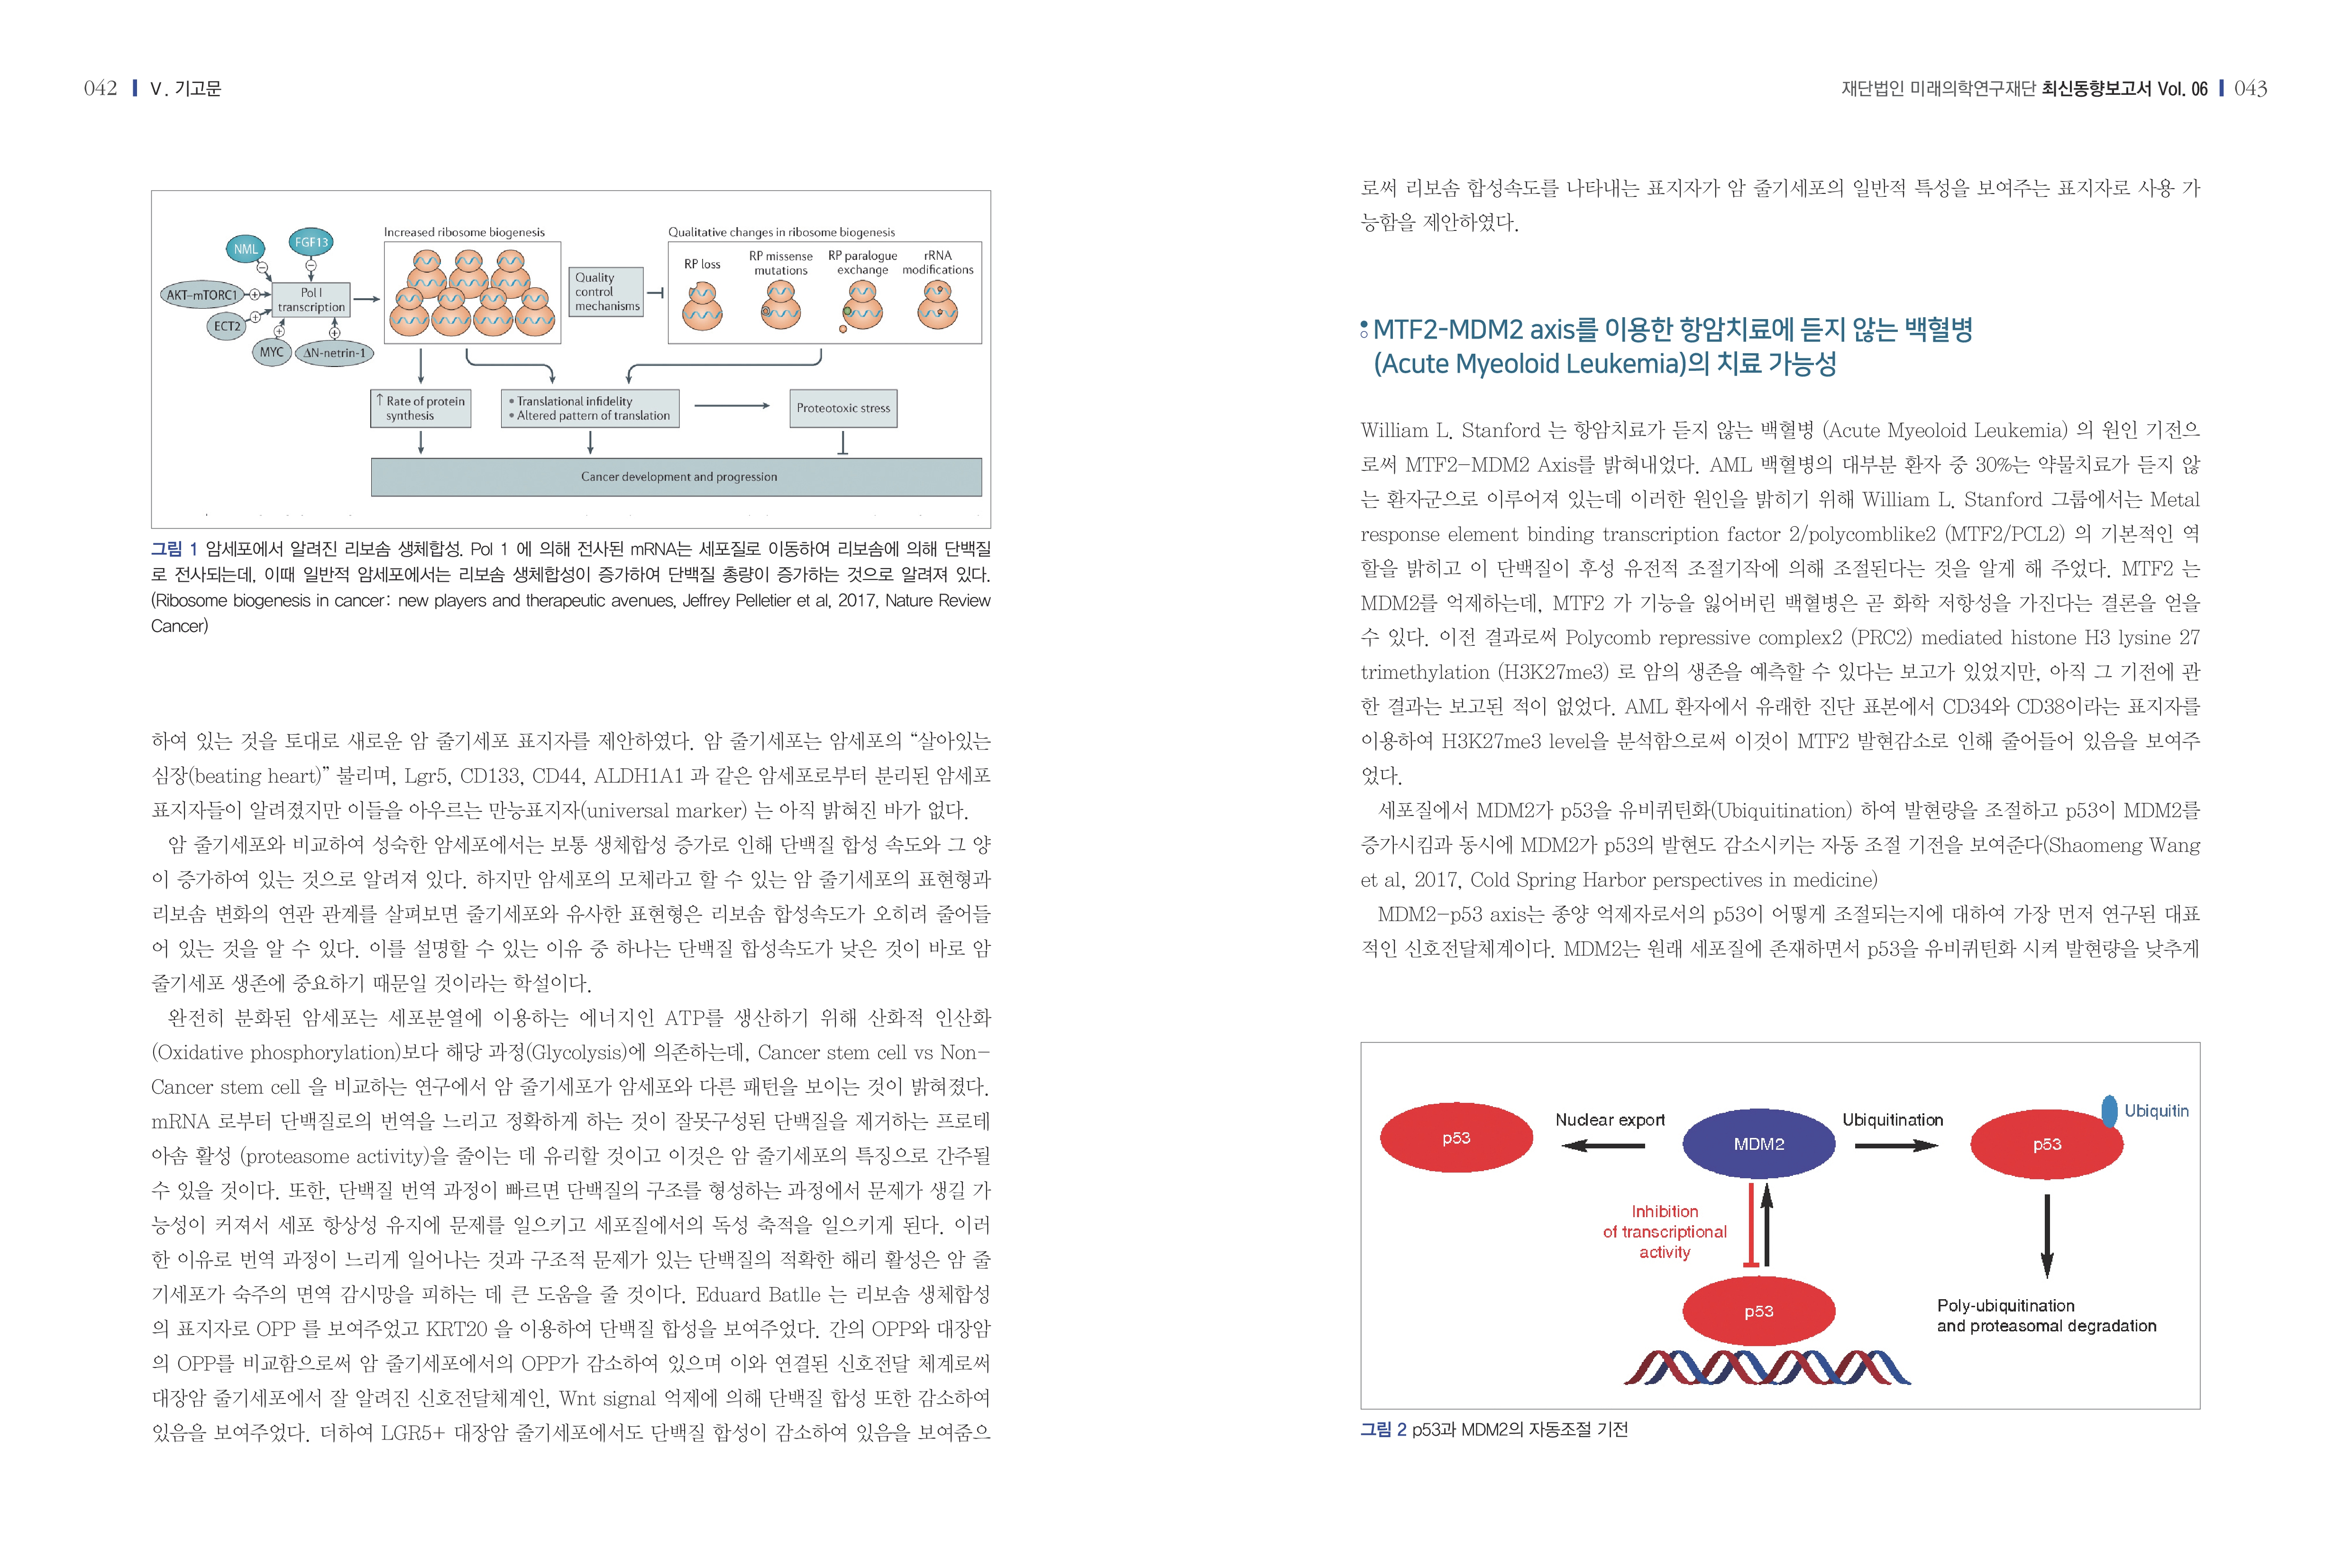 042 V. 기고문
NML
FGF13
AKT–mTORC1
ECT2
MYC
ΔN-netrin-1
Pol I
transcription
Increased ribosome biogenesis
Quality
control
mechanisms
Qualitative changes in ribosome biogenesis
RP loss
RP missense
mutations
RP paralogue
exchange
rRNA
modifications
↑ Rate of protein
synthesis
• Translational infidelity
• Altered pattern of translation
Proteotoxic stress
Cancer development and progression
그림 1 암세포에서 알려진 리보솜 생체합성. Pol 1 에 의해 전사된 mRNA는 세포질로 이동하여 리보솜에 의해 단백질
로 전사되는데, 이때 일반적 암세포에서는 리보솜 생체합성이 증가하여 단백질 총량이 증가하는 것으로 알려져 있다.
(Ribosome biogenesis in cancer: new players and therapeutic avenues, Jeffrey Pelletier et al, 2017, Nature Review
Cancer)
하여 있는 것을 토대로 새로운 암 줄기세포 표지자를 제안하였다. 암 줄기세포는 암세포의 “살아있는
심장(beating heart)” 불리며, Lgr5, CD133, CD44, ALDH1A1 과 같은 암세포로부터 분리된 암세포
표지자들이 알려졌지만 이들을 아우르는 만능표지자(universal marker) 는 아직 밝혀진 바가 없다.
암 줄기세포와 비교하여 성숙한 암세포에서는 보통 생체합성 증가로 인해 단백질 합성 속도와 그 양
이 증가하여 있는 것으로 알려져 있다. 하지만 암세포의 모체라고 할 수 있는 암 줄기세포의 표현형과
리보솜 변화의 연관 관계를 살펴보면 줄기세포와 유사한 표현형은 리보솜 합성속도가 오히려 줄어들
어 있는 것을 알 수 있다. 이를 설명할 수 있는 이유 중 하나는 단백질 합성속도가 낮은 것이 바로 암
줄기세포 생존에 중요하기 때문일 것이라는 학설이다.
완전히 분화된 암세포는 세포분열에 이용하는 에너지인 ATP를 생산하기 위해 산화적 인산화
(Oxidative phosphorylation)보다 해당 과정(Glycolysis)에 의존하는데, Cancer stem cell vs Non-
Cancer stem cell 을 비교하는 연구에서 암 줄기세포가 암세포와 다른 패턴을 보이는 것이 밝혀졌다.
mRNA 로부터 단백질로의 번역을 느리고 정확하게 하는 것이 잘못구성된 단백질을 제거하는 프로테
아솜 활성 (proteasome activity)을 줄이는 데 유리할 것이고 이것은 암 줄기세포의 특징으로 간주될
수 있을 것이다. 또한, 단백질 번역 과정이 빠르면 단백질의 구조를 형성하는 과정에서 문제가 생길 가
능성이 커져서 세포 항상성 유지에 문제를 일으키고 세포질에서의 독성 축적을 일으키게 된다. 이러
한 이유로 번역 과정이 느리게 일어나는 것과 구조적 문제가 있는 단백질의 적확한 해리 활성은 암 줄
기세포가 숙주의 면역 감시망을 피하는 데 큰 도움을 줄 것이다. Eduard Batlle 는 리보솜 생체합성
의 표지자로 OPP 를 보여주었고 KRT20 을 이용하여 단백질 합성을 보여주었다. 간의 OPP와 대장암
의 OPP를 비교함으로써 암 줄기세포에서의 OPP가 감소하여 있으며 이와 연결된 신호전달 체계로써
대장암 줄기세포에서 잘 알려진 신호전달체계인, Wnt signal 억제에 의해 단백질 합성 또한 감소하여
있음을 보여주었다. 더하여 LGR5+ 대장암 줄기세포에서도 단백질 합성이 감소하여 있음을 보여줌으
재단법인 미래의학연구재단 최신동향보고서 Vol. 06 043
로써 리보솜 합성속도를 나타내는 표지자가 암 줄기세포의 일반적 특성을 보여주는 표지자로 사용 가
능함을 제안하였다.
MTF2-MDM2 axis를 이용한 항암치료에 듣지 않는 백혈병
(Acute Myeoloid Leukemia)의 치료 가능성
William L. Stanford 는 항암치료가 듣지 않는 백혈병 (Acute Myeoloid Leukemia) 의 원인 기전으
로써 MTF2-MDM2 Axis를 밝혀내었다. AML 백혈병의 대부분 환자 중 30%는 약물치료가 듣지 않
는 환자군으로 이루어져 있는데 이러한 원인을 밝히기 위해 William L. Stanford 그룹에서는 Metal
response element binding transcription factor 2/polycomblike2 (MTF2/PCL2) 의 기본적인 역
할을 밝히고 이 단백질이 후성 유전적 조절기작에 의해 조절된다는 것을 알게 해 주었다. MTF2 는
MDM2를 억제하는데, MTF2 가 기능을 잃어버린 백혈병은 곧 화학 저항성을 가진다는 결론을 얻을
수 있다. 이전 결과로써 Polycomb repressive complex2 (PRC2) mediated histone H3 lysine 27
trimethylation (H3K27me3) 로 암의 생존을 예측할 수 있다는 보고가 있었지만, 아직 그 기전에 관
한 결과는 보고된 적이 없었다. AML 환자에서 유래한 진단 표본에서 CD34와 CD38이라는 표지자를
이용하여 H3K27me3 level을 분석함으로써 이것이 MTF2 발현감소로 인해 줄어들어 있음을 보여주
었다.
세포질에서 MDM2가 p53을 유비퀴틴화(Ubiquitination) 하여 발현량을 조절하고 p53이 MDM2를
증가시킴과 동시에 MDM2가 p53의 발현도 감소시키는 자동 조절 기전을 보여준다(Shaomeng Wang
et al, 2017, Cold Spring Harbor perspectives in medicine)
MDM2-p53 axis는 종양 억제자로서의 p53이 어떻게 조절되는지에 대하여 가장 먼저 연구된 대표
적인 신호전달체계이다. MDM2는 원래 세포질에 존재하면서 p53을 유비퀴틴화 시켜 발현량을 낮추게
p53
Nuclear export
MDM2
Ubiquitination
p53
Ubiquitin
Inhibition
of transcriptional
activity
p53
Poly-ubiquitination
and proteasomal degradation
그림 2 p53과 MDM2의 자동조절 기전